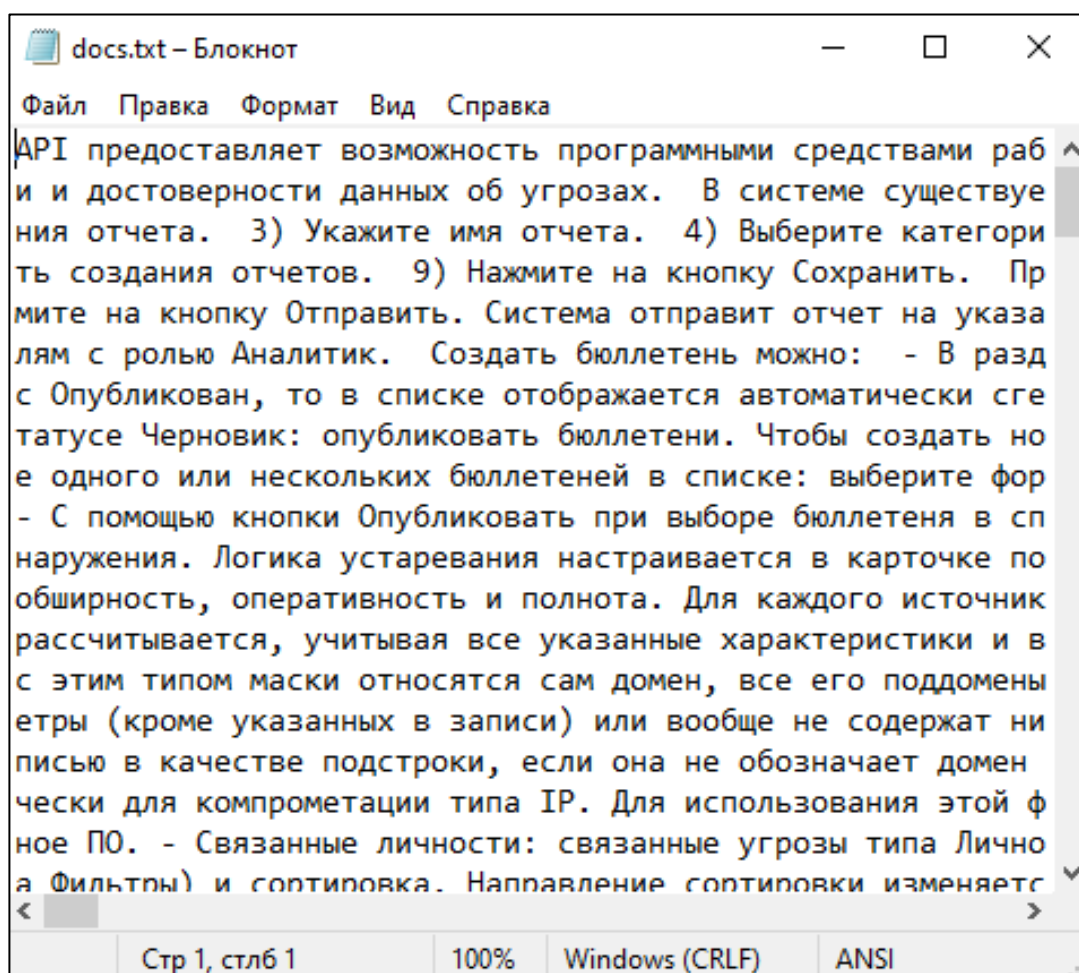 docs.txt – Блокнот
Файл Правка Формат Вид Справка
API предоставляет возможность программными средствами раб
и и достоверности данных об угрозах.  В системе существуе
ния отчета.  3) Укажите имя отчета.  4) Выберите категори
ть создания отчетов.  9) Нажмите на кнопку Сохранить.  Пр
мите на кнопку Отправить. Система отправит отчет на указа
лям с ролью Аналитик.  Создать бюллетень можно:  - В разд
с Опубликован, то в списке отображается автоматически сге
татусе Черновик: опубликовать бюллетени. Чтобы создать но
е одного или нескольких бюллетеней в списке: выберите фор
- С помощью кнопки Опубликовать при выборе бюллетеня в сп
наружения. Логика устаревания настраивается в карточке по
обширность, оперативность и полнота. Для каждого источник
рассчитывается, учитывая все указанные характеристики и в
с этим типом маски относятся сам домен, все его поддомены
етры (кроме указанных в записи) или вообще не содержат ни
писью в качестве подстроки, если она не обозначает домен
чески для компрометации типа IP. Для использования этой ф
ное ПО. - Связанные личности: связанные угрозы типа Лично
а Фильтры) и сортировка. Направление сортировки изменяетс
Стр 1, стлб 1 100% Windows (CRLF) ANSI